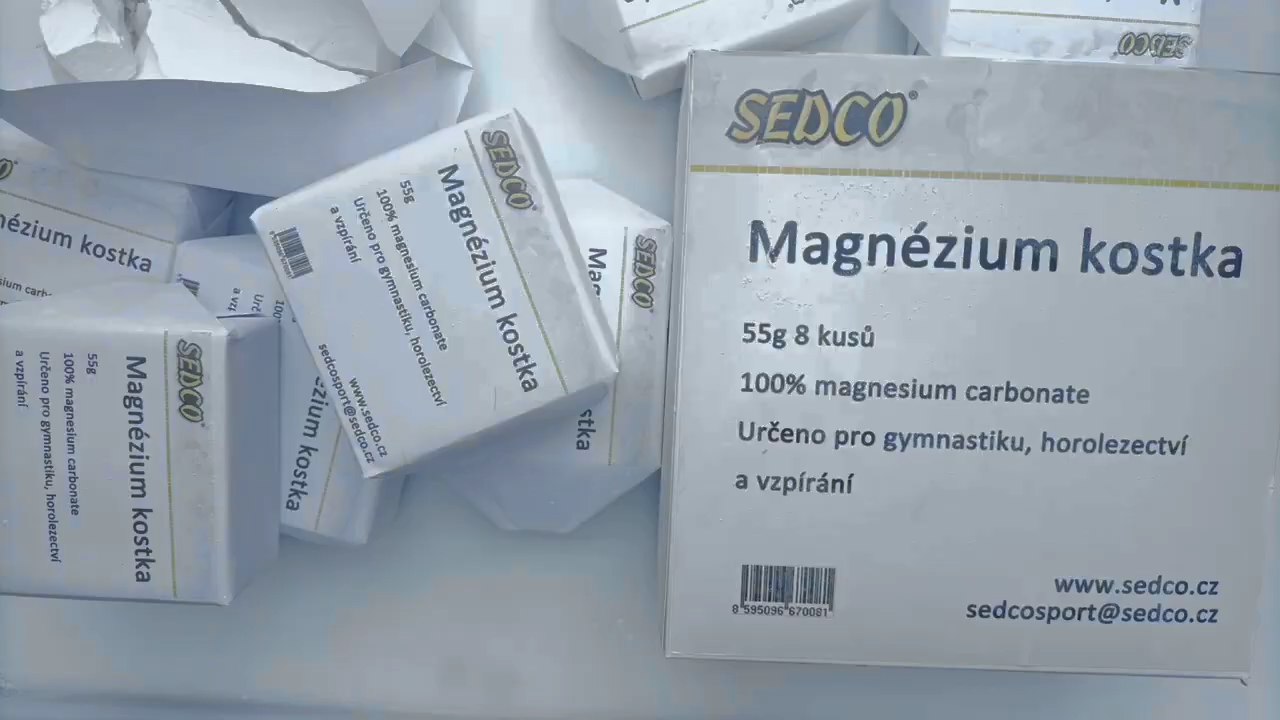 SEDCO®
Magnézium kostka
55g 8 kusů
100% magnesium carbonate
Určeno pro gymnastiku, horolezectví
a vzpírání
8 595096 670081
www.sedco.cz
sedcosport@sedco.cz
SEDCO
Magnézium kostka
55g
100% magnesium carbonate
Určeno pro gymnastiku, horolezectví
a vzpírání
www.sedco.cz
sedcosport@sedco.cz
SEDCO
Magnézium kostka
55g
100% magnesium carbonate
Určeno pro gymnastiku, horolezectví
a vzpírání
kostka
SEDCO
kostka
SEDCO